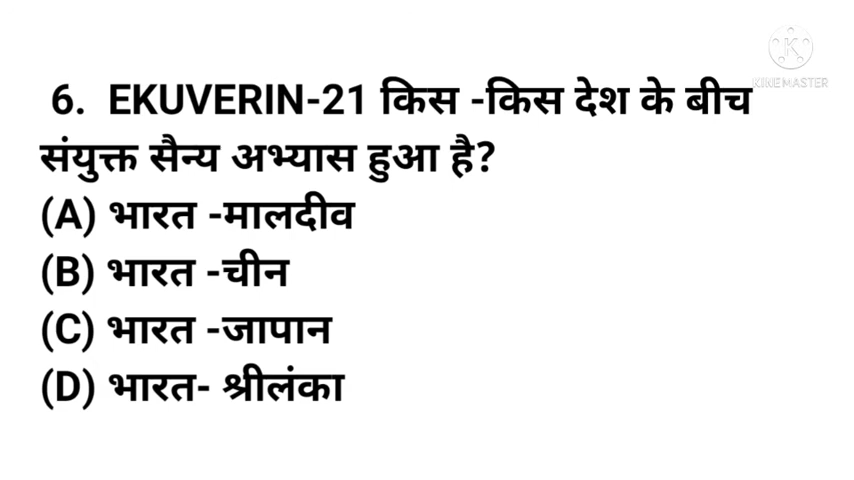 KINEMASTER
6. EKUVERIN-21 किस -किस देश के बीच
संयुक्त सैन्य अभ्यास हुआ है?
(A) भारत -मालदीव
(B) भारत -चीन
(C) भारत -जापान
(D) भारत- श्रीलंका